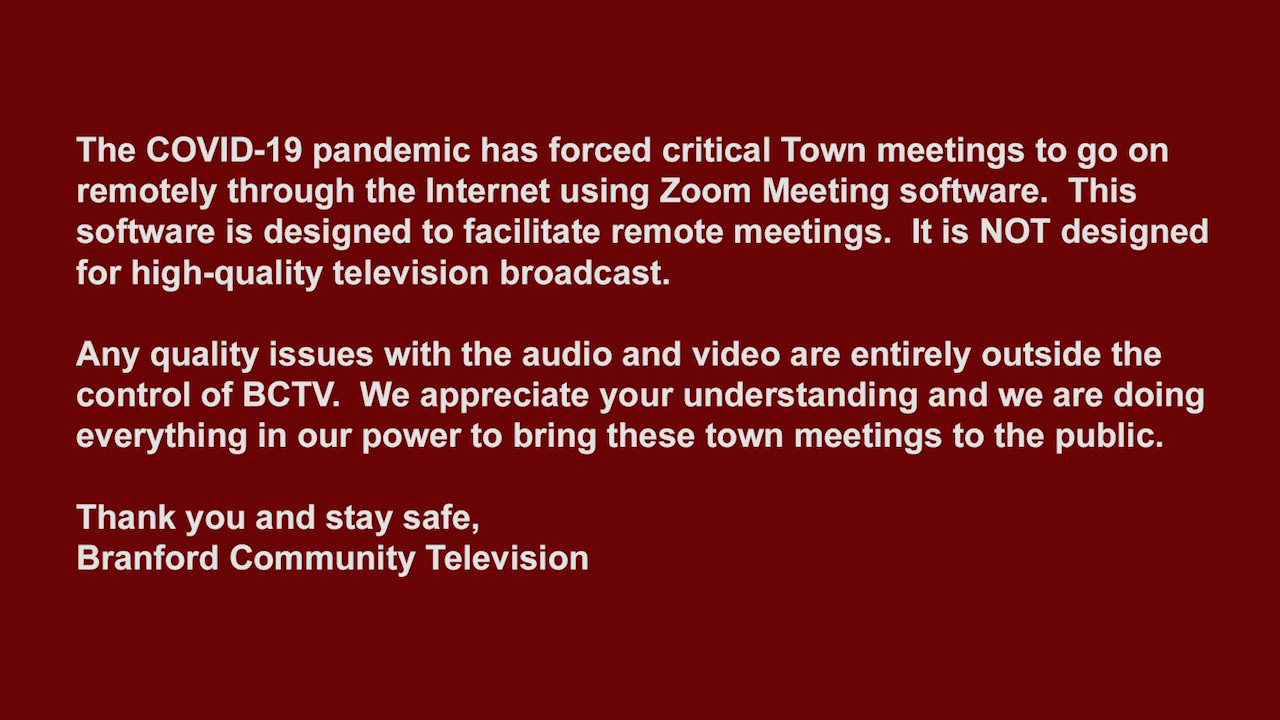 The COVID-19 pandemic has forced critical Town meetings to go on
remotely through the Internet using Zoom Meeting software.  This
software is designed to facilitate remote meetings.  It is NOT designed
for high-quality television broadcast.
Any quality issues with the audio and video are entirely outside the
control of BCTV.  We appreciate your understanding and we are doing
everything in our power to bring these town meetings to the public.
Thank you and stay safe,
Branford Community Television